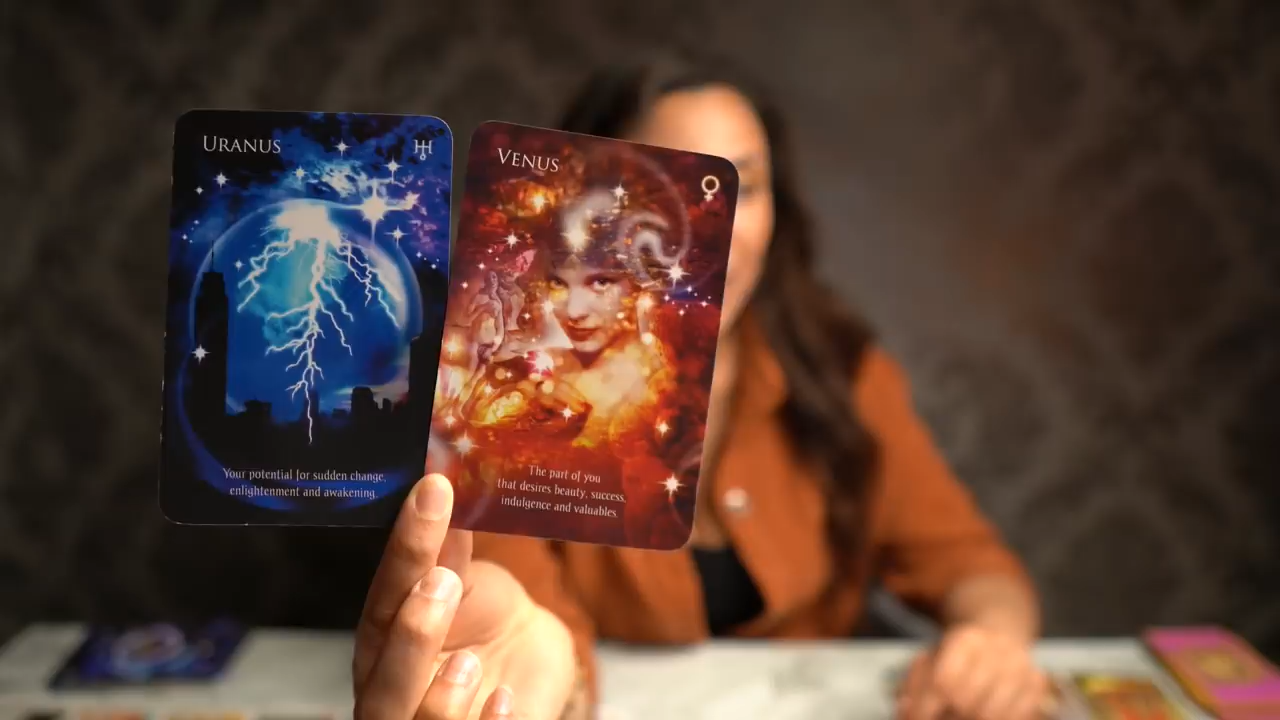 URANUS
Your potential for sudden change,
enlightenment and awakening.
VENUS
The part of you
that desires beauty, success,
indulgence and valuables.